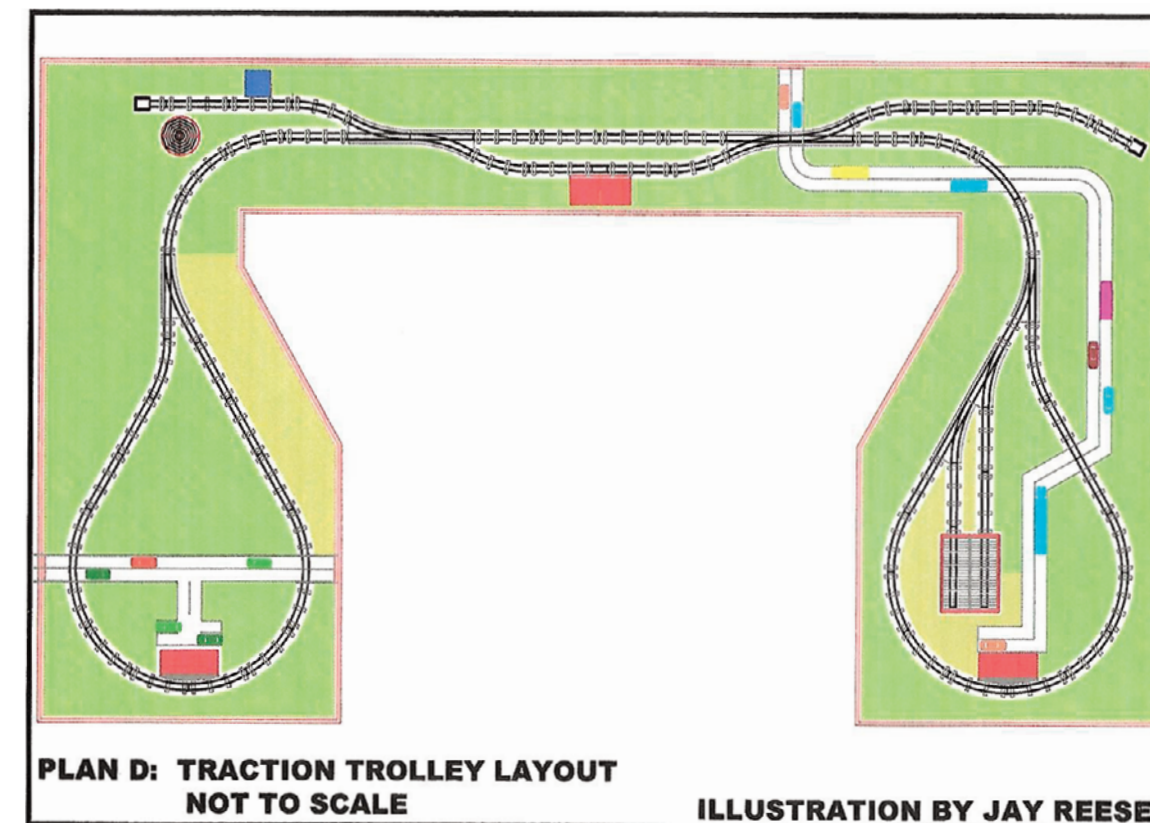 PLAN D: TRACTION TROLLEY LAYOUT
NOT TO SCALE
ILLUSTRATION BY JAY REESE